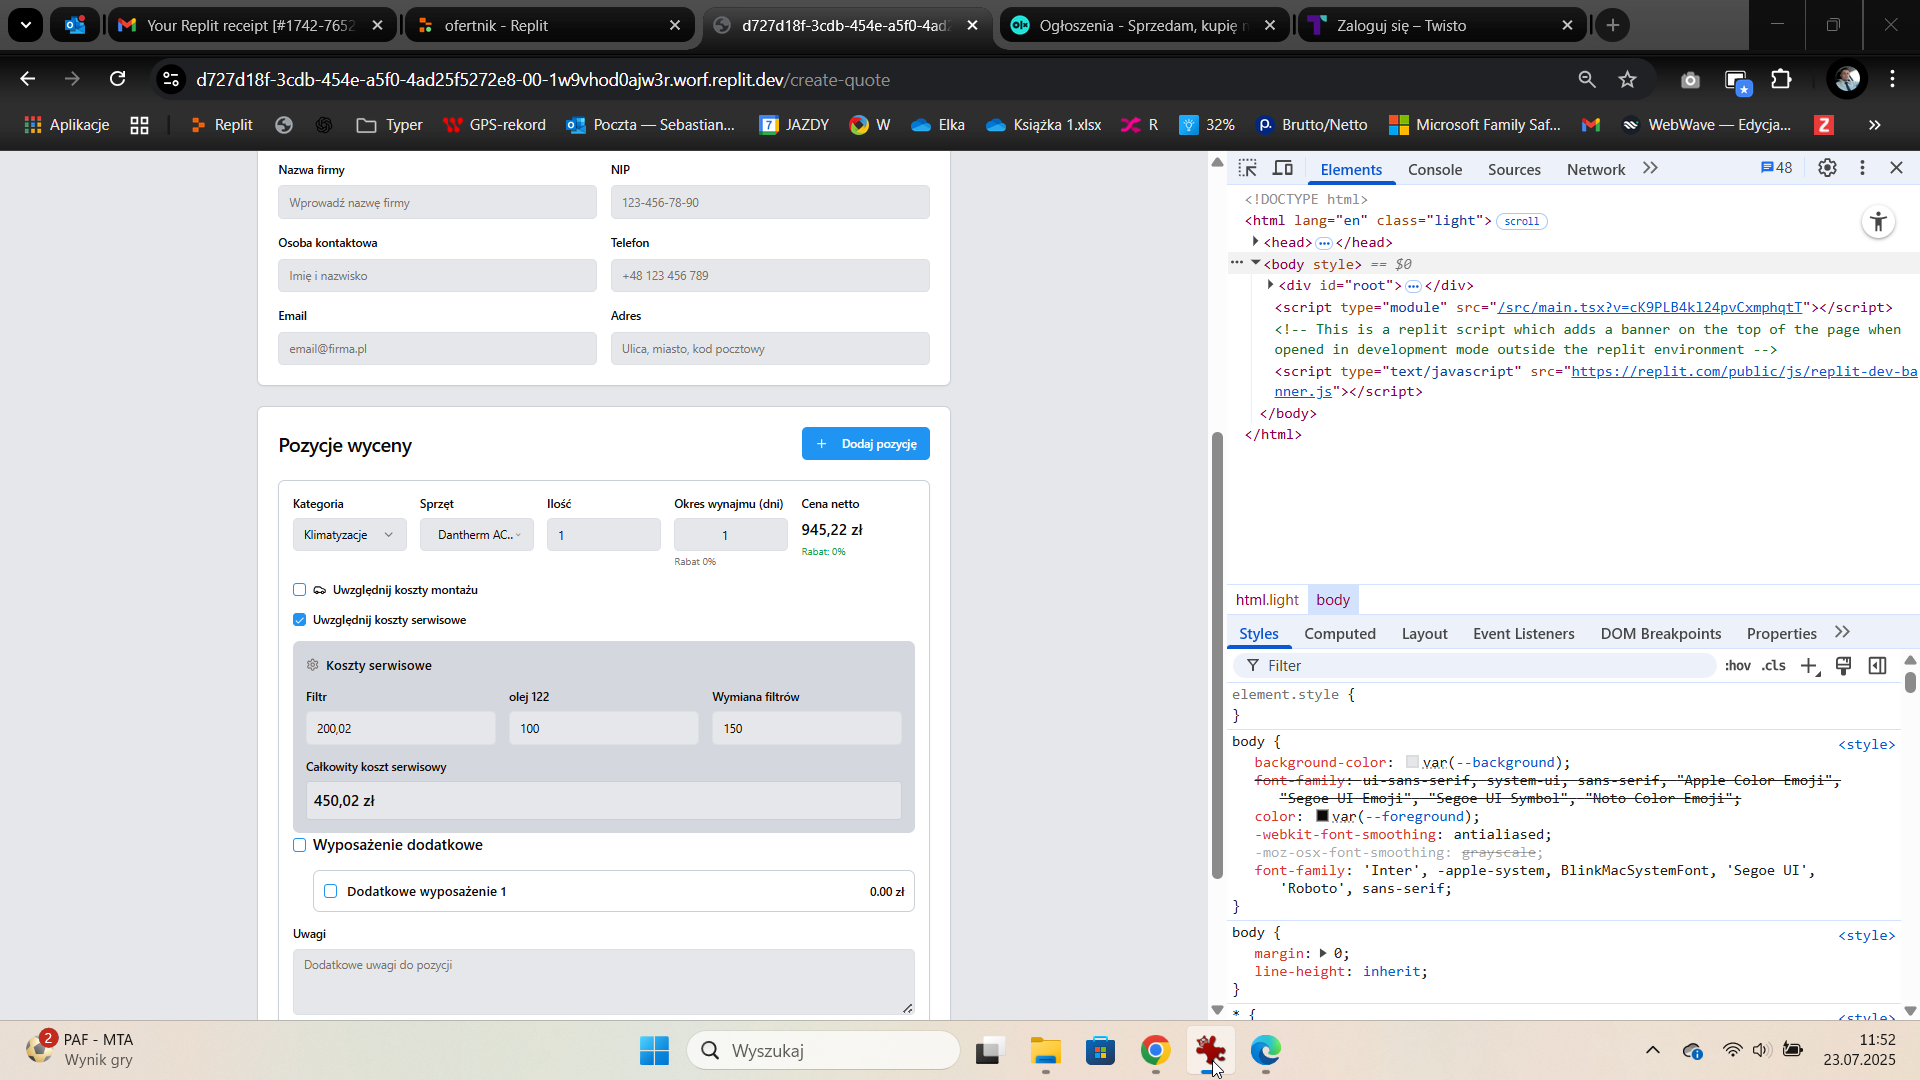 Your Replit receipt [#1742-7652
ofertnik - Replit
d727d18f-3cdb-454e-a5f0-4ad2
Ogłoszenia - Sprzedam, kupię n
Zaloguj się – Twisto
d727d18f-3cdb-454e-a5f0-4ad25f5272e8-00-1w9vhod0ajw3r.worf.replit.dev/create-quote
Aplikacje
Replit
Typer
GPS-rekord
Poczta — Sebastian...
JAZDY
W
Elka
Książka 1.xlsx
R
32%
Brutto/Netto
Microsoft Family Saf...
WebWave — Edycja...
Nazwa firmy
NIP
Wprowadź nazwę firmy
123-456-78-90
Osoba kontaktowa
Telefon
Imię i nazwisko
+48 123 456 789
Email
Adres
email@firma.pl
Ulica, miasto, kod pocztowy
Pozycje wyceny
+ Dodaj pozycję
Kategoria
Sprzęt
Ilość
Okres wynajmu (dni)
Cena netto
Klimatyzacje
Dantherm AC..
1
1
945,22 zł
Rabat: 0%
Rabat 0%
Uwzględnij koszty montażu
Uwzględnij koszty serwisowe
Koszty serwisowe
Filtr
olej 122
Wymiana filtrów
200,02
100
150
Całkowity koszt serwisowy
450,02 zł
Wyposażenie dodatkowe
Dodatkowe wyposażenie 1
0.00 zł
Uwagi
Dodatkowe uwagi do pozycji
Elements
Console
Sources
Network
48
<!DOCTYPE html>
<html lang="en" class="light"> scroll
<head> ··· </head>
··· <body style> == $0
<div id="root"> ··· </div>
<script type="module" src="/src/main.tsx?v=cK9PLB4kl24pvCxmphqtT"></script>
<!-- This is a replit script which adds a banner on the top of the page when
opened in development mode outside the replit environment -->
<script type="text/javascript" src="https://replit.com/public/js/replit-dev-ba
nner.js"></script>
</body>
</html>
html.light
body
Styles
Computed
Layout
Event Listeners
DOM Breakpoints
Properties
Filter
:hov
.cls
element.style {
}
body {
<style>
background-color: var(--background);
font-family: ui-sans-serif, system-ui, sans-serif, "Apple Color Emoji",
"Segoe UI Emoji", "Segoe UI Symbol", "Noto Color Emoji";
color: var(--foreground);
-webkit-font-smoothing: antialiased;
-moz-osx-font-smoothing: grayscale;
font-family: 'Inter', -apple-system, BlinkMacSystemFont, 'Segoe UI',
'Roboto', sans-serif;
}
body {
<style>
margin: 0;
line-height: inherit;
}
* {
<style>
2
PAF - MTA
Wynik gry
Wyszukaj
11:52
23.07.2025